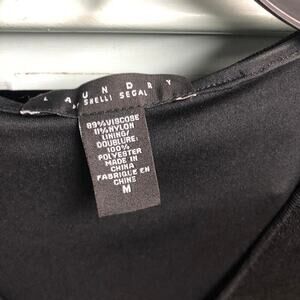 LAUNDRY
BY SHELLI SEGAL
89%VISCOSE
11%NYLON
LINING/
DOUBLURE:
100%
POLYESTER
MADE IN
CHINA
FABRIQUE EN
CHINE
M